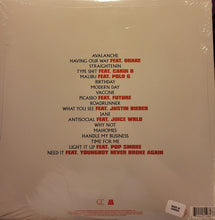 AVALANCHE
HAVING OUR WAY FEAT. DRAKE
STRAIGHTENIN
TYPE SHIT FEAT. CARDI B
MALIBU FEAT. POLO G
BIRTHDAY
MODERN DAY
VACCINE
PICASSO FEAT. FUTURE
ROADRUNNER
WHAT YOU SEE FEAT. JUSTIN BIEBER
JANE
ANTISOCIAL FEAT. JUICE WRLD
WHY NOT
MAHOMES
HANDLE MY BUSINESS
TIME FOR ME
LIGHT IT UP FEAT. POP SMOKE
NEED IT FEAT. YOUNGBOY NEVER BROKE AGAIN